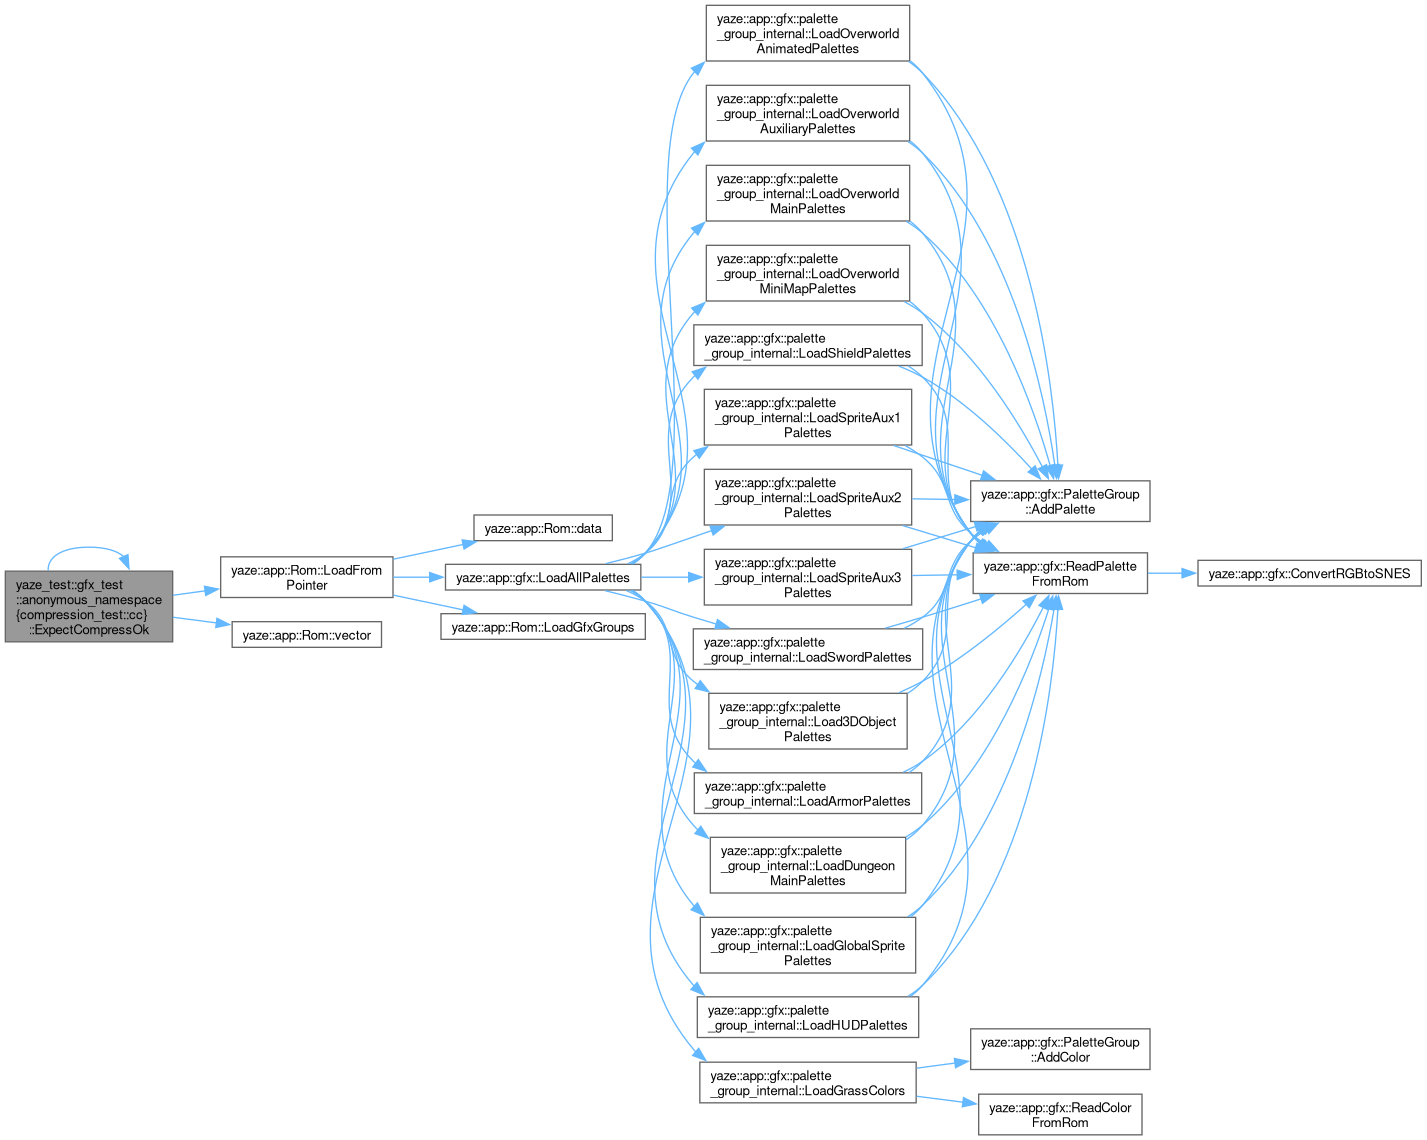 yaze_test::gfx_test
::anonymous_namespace
{compression_test::cc}
::ExpectCompressOk
yaze::app::Rom::LoadFrom
Pointer
yaze::app::Rom::vector
yaze::app::Rom::data
yaze::app::gfx::LoadAllPalettes
yaze::app::Rom::LoadGfxGroups
yaze::app::gfx::palette
_group_internal::LoadOverworld
AnimatedPalettes
yaze::app::gfx::palette
_group_internal::LoadOverworld
AuxiliaryPalettes
yaze::app::gfx::palette
_group_internal::LoadOverworld
MainPalettes
yaze::app::gfx::palette
_group_internal::LoadOverworld
MiniMapPalettes
yaze::app::gfx::palette
_group_internal::LoadShieldPalettes
yaze::app::gfx::palette
_group_internal::LoadSpriteAux1
Palettes
yaze::app::gfx::palette
_group_internal::LoadSpriteAux2
Palettes
yaze::app::gfx::palette
_group_internal::LoadSpriteAux3
Palettes
yaze::app::gfx::palette
_group_internal::LoadSwordPalettes
yaze::app::gfx::palette
_group_internal::Load3DObject
Palettes
yaze::app::gfx::palette
_group_internal::LoadArmorPalettes
yaze::app::gfx::palette
_group_internal::LoadDungeon
MainPalettes
yaze::app::gfx::palette
_group_internal::LoadGlobalSprite
Palettes
yaze::app::gfx::palette
_group_internal::LoadHUDPalettes
yaze::app::gfx::palette
_group_internal::LoadGrassColors
yaze::app::gfx::PaletteGroup
::AddPalette
yaze::app::gfx::ReadPalette
FromRom
yaze::app::gfx::PaletteGroup
::AddColor
yaze::app::gfx::ReadColor
FromRom
yaze::app::gfx::ConvertRGBtoSNES